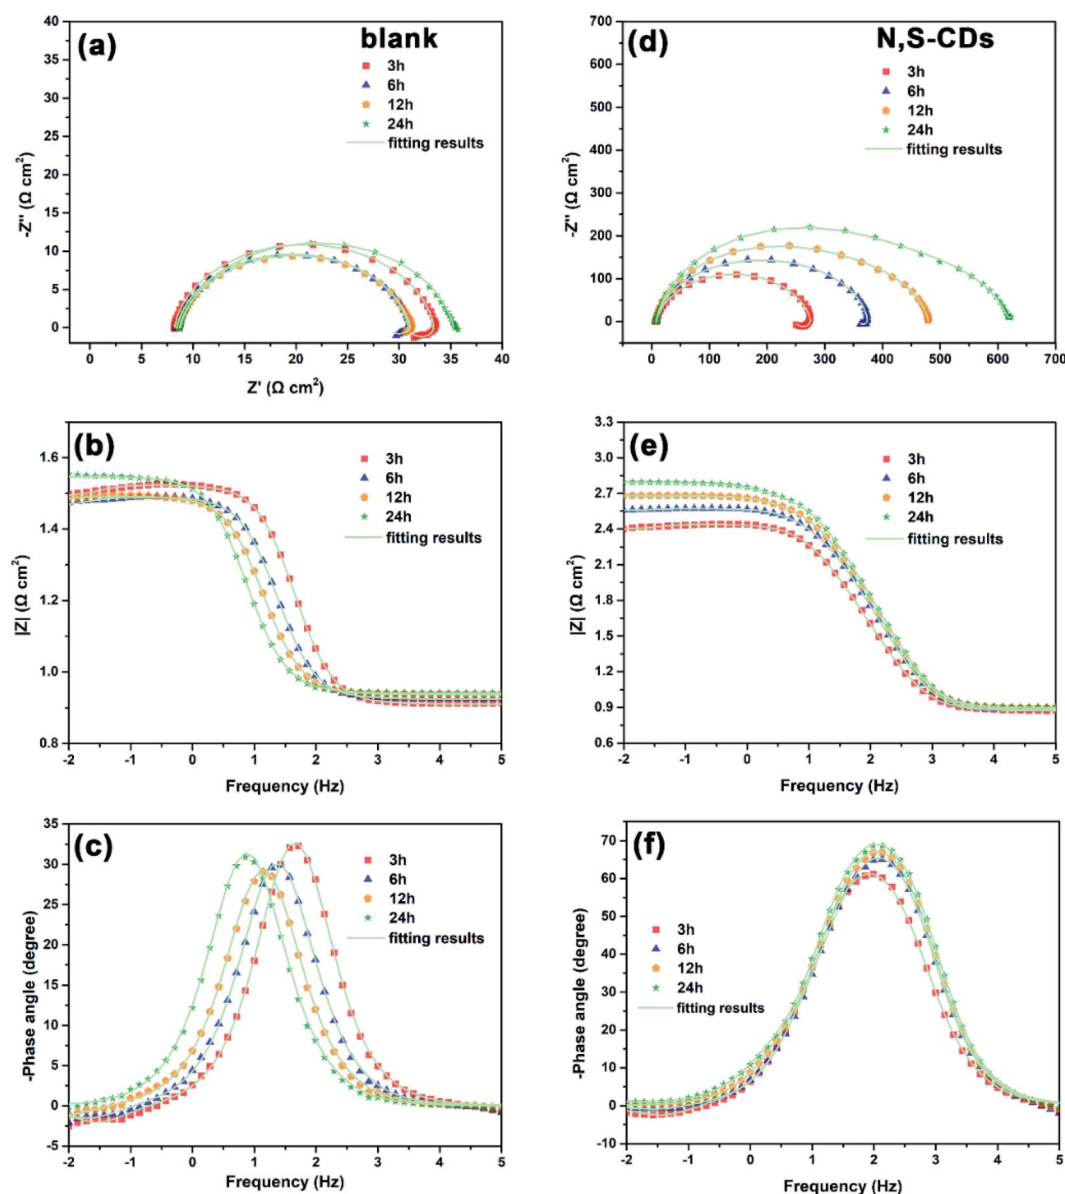 (a)
blank
3h
6h
12h
24h
fitting results
40
35
30
25
20
15
10
5
0
-Z'' (Ω cm²)
0 5 10 15 20 25 30 35 40
Z' (Ω cm²)
(d)
N,S-CDs
3h
6h
12h
24h
fitting results
700
600
500
400
300
200
100
0
-Z'' (Ω cm²)
0 100 200 300 400 500 600 700
(b)
3h
6h
12h
24h
fitting results
1.6
1.4
1.2
1.0
0.8
|Z| (Ω cm²)
-2 -1 0 1 2 3 4 5
Frequency (Hz)
(e)
3h
6h
12h
24h
fitting results
3.3
3.0
2.7
2.4
2.1
1.8
1.5
1.2
0.9
0.6
|Z| (Ω cm²)
-2 -1 0 1 2 3 4 5
Frequency (Hz)
(c)
3h
6h
12h
24h
fitting results
35
30
25
20
15
10
5
0
-5
-Phase angle (degree)
-2 -1 0 1 2 3 4 5
Frequency (Hz)
(f)
3h
6h
12h
24h
fitting results
70
60
50
40
30
20
10
0
-10
-Phase angle (degree)
-2 -1 0 1 2 3 4 5
Frequency (Hz)